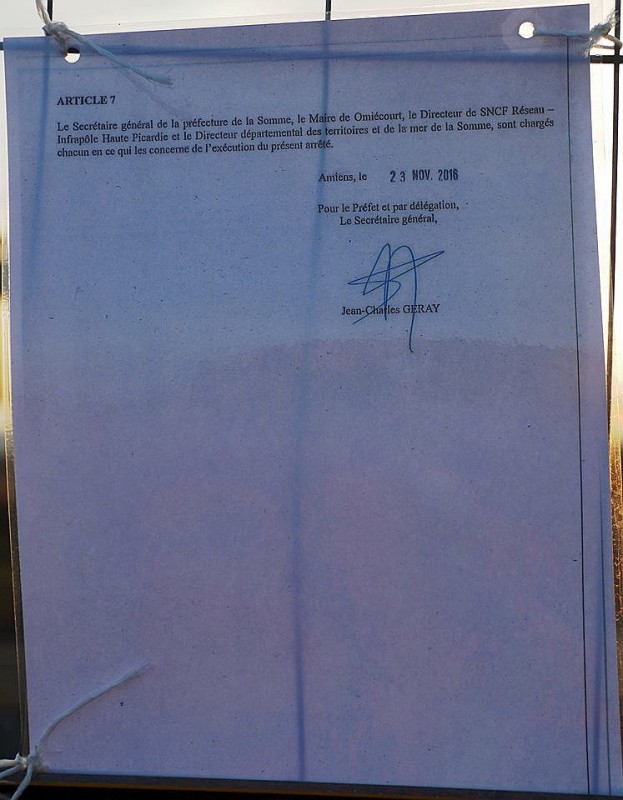 ARTICLE 7
Le Secrétaire général de la préfecture de la Somme, le Maire de Omiécourt, le Directeur de SNCF Réseau –
Infrapôle Haute Picardie et le Directeur départemental des territoires et de la mer de la Somme, sont chargés
chacun en ce qui les concerne de l'exécution du présent arrêté.
Amiens, le 23 NOV. 2016
Pour le Préfet et par délégation,
Le Secrétaire général,
Jean-Charles GERAY